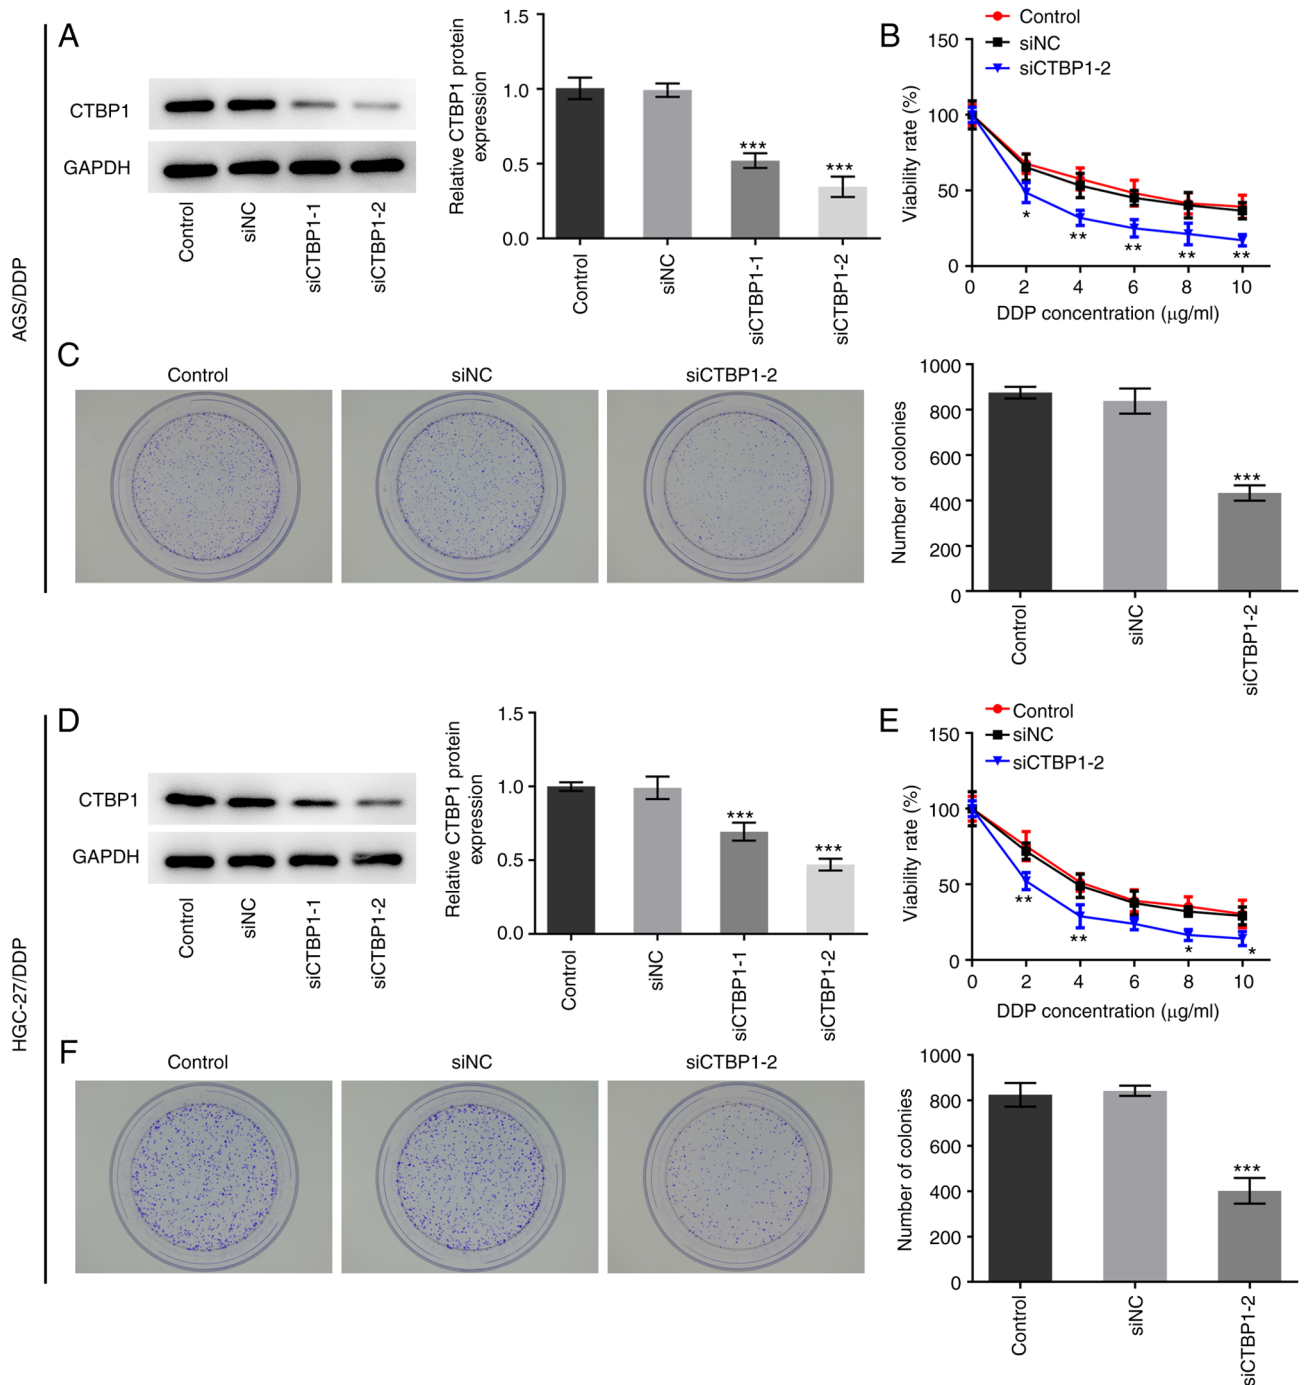 AGS/DDP
A
CTBP1
GAPDH
Control
siNC
siCTBP1-1
siCTBP1-2
Relative CTBP1 protein
expression
1.5
1.0
0.5
0.0
***
***
Control
siNC
siCTBP1-1
siCTBP1-2
B
Control
siNC
siCTBP1-2
Viability rate (%)
150
100
50
0
*
**
**
**
**
0 2 4 6 8 10
DDP concentration (μg/ml)
C
Control
siNC
siCTBP1-2
Number of colonies
1000
800
600
400
200
0
***
Control
siNC
siCTBP1-2
HGC-27/DDP
D
CTBP1
GAPDH
Control
siNC
siCTBP1-1
siCTBP1-2
Relative CTBP1 protein
expression
1.5
1.0
0.5
0.0
***
***
Control
siNC
siCTBP1-1
siCTBP1-2
E
Control
siNC
siCTBP1-2
Viability rate (%)
150
100
50
0
**
**
*
*
0 2 4 6 8 10
DDP concentration (μg/ml)
F
Control
siNC
siCTBP1-2
Number of colonies
1000
800
600
400
200
0
***
Control
siNC
siCTBP1-2